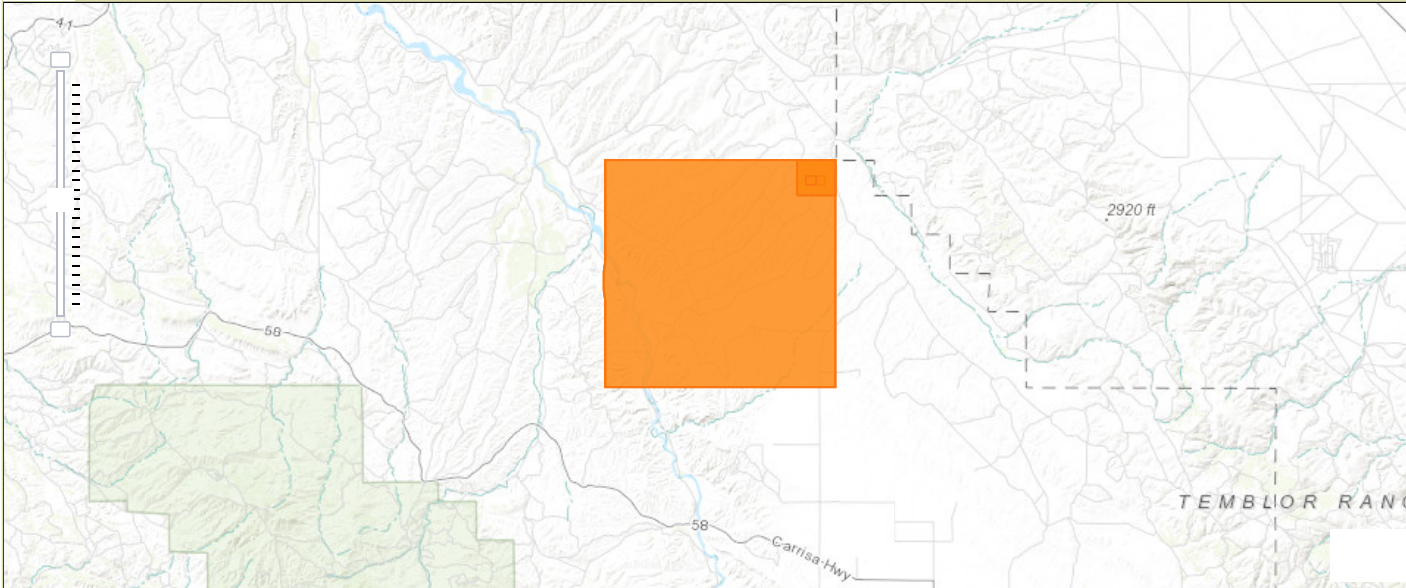 41
2920 ft
58
TEMBLOR RANG
58
Carrisa-Hwy